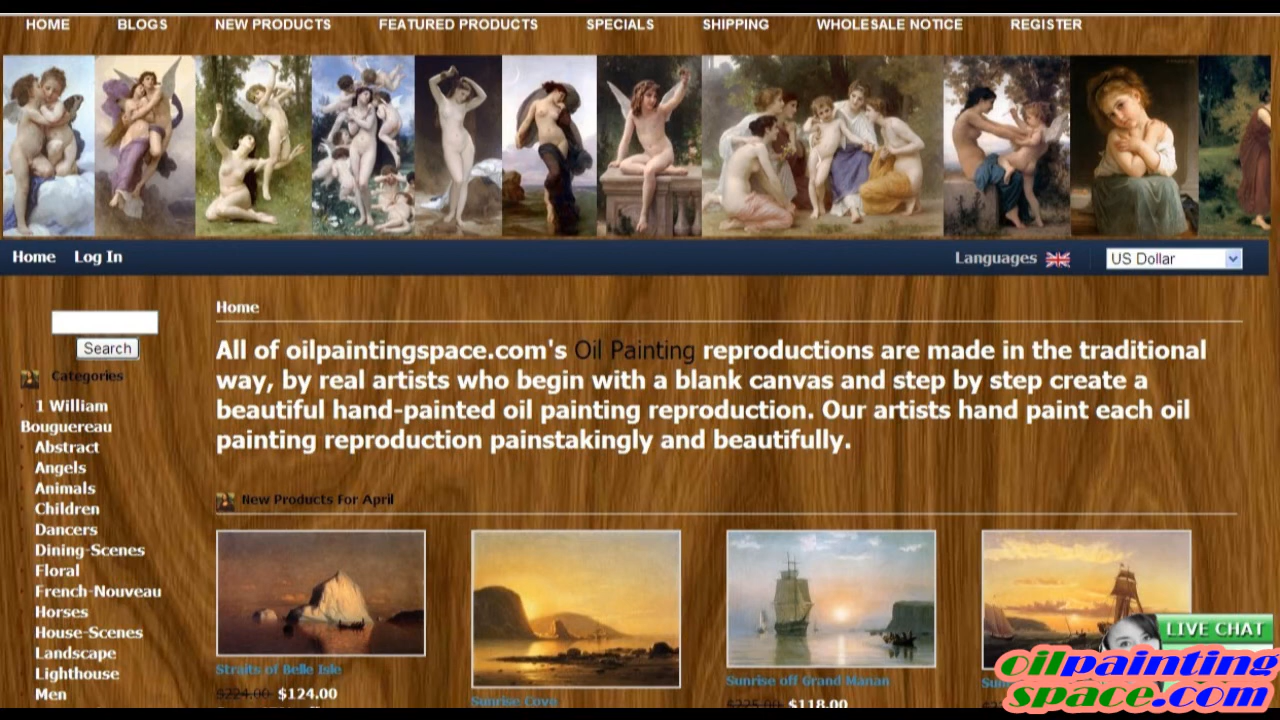 HOME BLOGS NEW PRODUCTS FEATURED PRODUCTS SPECIALS SHIPPING WHOLESALE NOTICE REGISTER
Home Log In Languages US Dollar
Home
Search
All of oilpaintingspace.com's Oil Painting reproductions are made in the traditional
way, by real artists who begin with a blank canvas and step by step create a
beautiful hand-painted oil painting reproduction. Our artists hand paint each oil
painting reproduction painstakingly and beautifully.
Categories
1 William
Bouguereau
Abstract
Angels
Animals
Children
Dancers
Dining-Scenes
Floral
French-Nouveau
Horses
House-Scenes
Landscape
Lighthouse
Men
New Products For April
Straits of Belle Isle
$224.00 $124.00
Sunrise Cove
Sunrise off Grand Manan
$225.00 $118.00
LIVE CHAT
oilpainting
space.com